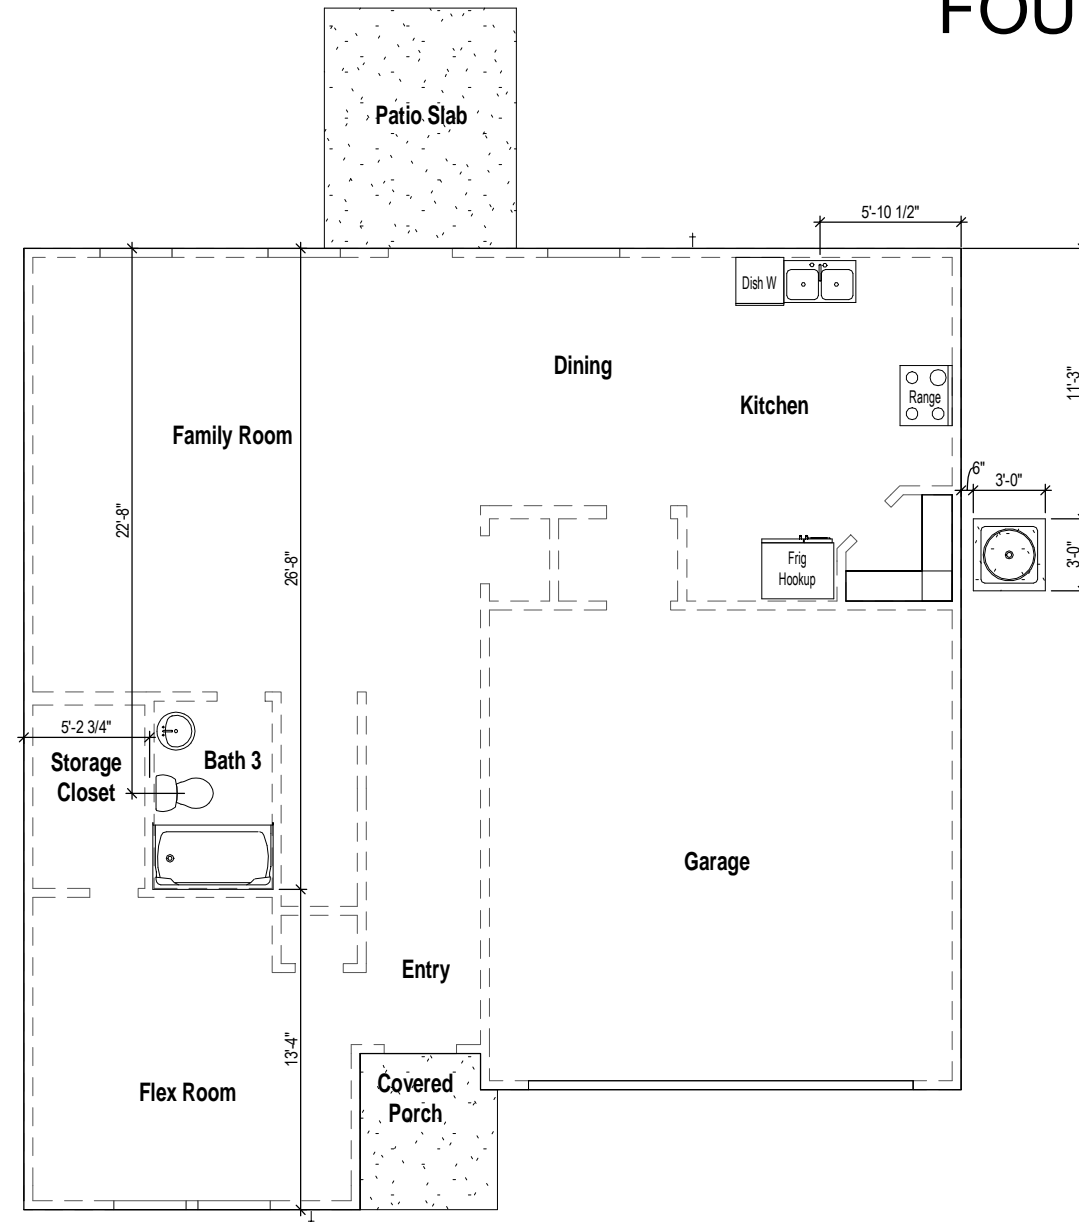 FOU
Patio Slab
5'-10 1/2"
Dish W
Dining
Kitchen
Range
11'-3"
Family Room
22'-8"
26'-8"
6"
3'-0"
3'-0"
Frig
Hookup
5'-2 3/4"
Storage
Closet
Bath 3
Garage
Entry
13'-4"
Flex Room
Covered
Porch